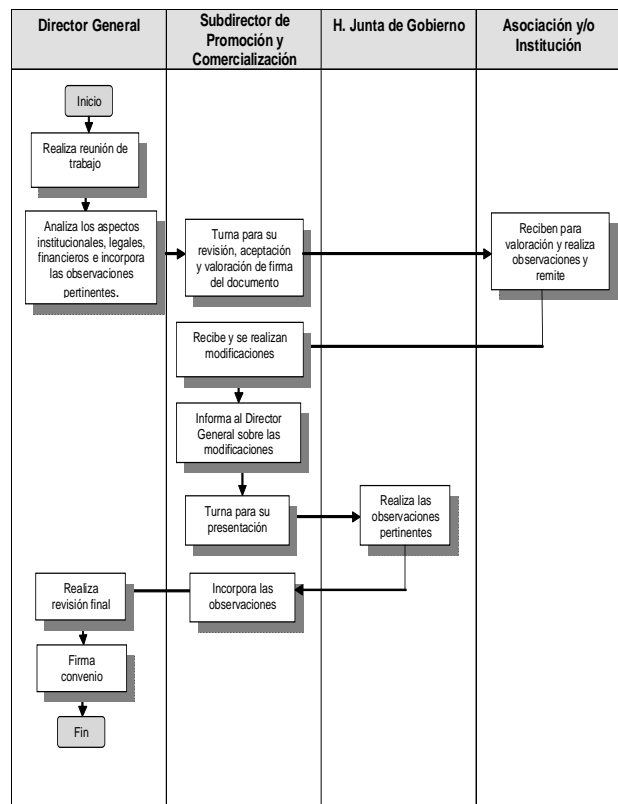 Director General
Subdirector de
Promoción y
Comercialización
H. Junta de Gobierno
Asociación y/o
Institución
Inicio
Realiza reunión de
trabajo
Analiza los aspectos
institucionales, legales,
financieros e incorpora
las observaciones
pertinentes.
Turna para su
revisión, aceptación
y valoración de firma
del documento
Reciben para
valoración y realiza
observaciones y
remite
Recibe y se realizan
modificaciones
Informa al Director
General sobre las
modificaciones
Turna para su
presentación
Realiza las
observaciones
pertinentes
Incorpora las
observaciones
Realiza
revisión final
Firma
convenio
Fin